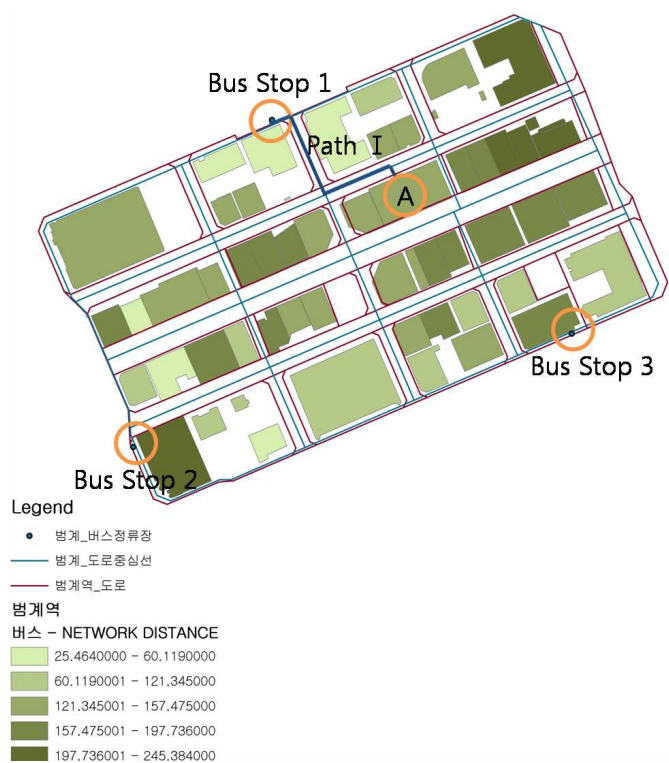 Bus Stop 1
Path I
A
Bus Stop 3
Bus Stop 2
Legend
범계_버스정류장
범계_도로중심선
범계역_도로
범계역
버스 – NETWORK DISTANCE
25.4640000 – 60.1190000
60.1190001 – 121.345000
121.345001 – 157.475000
157.475001 – 197.736000
197.736001 – 245.384000